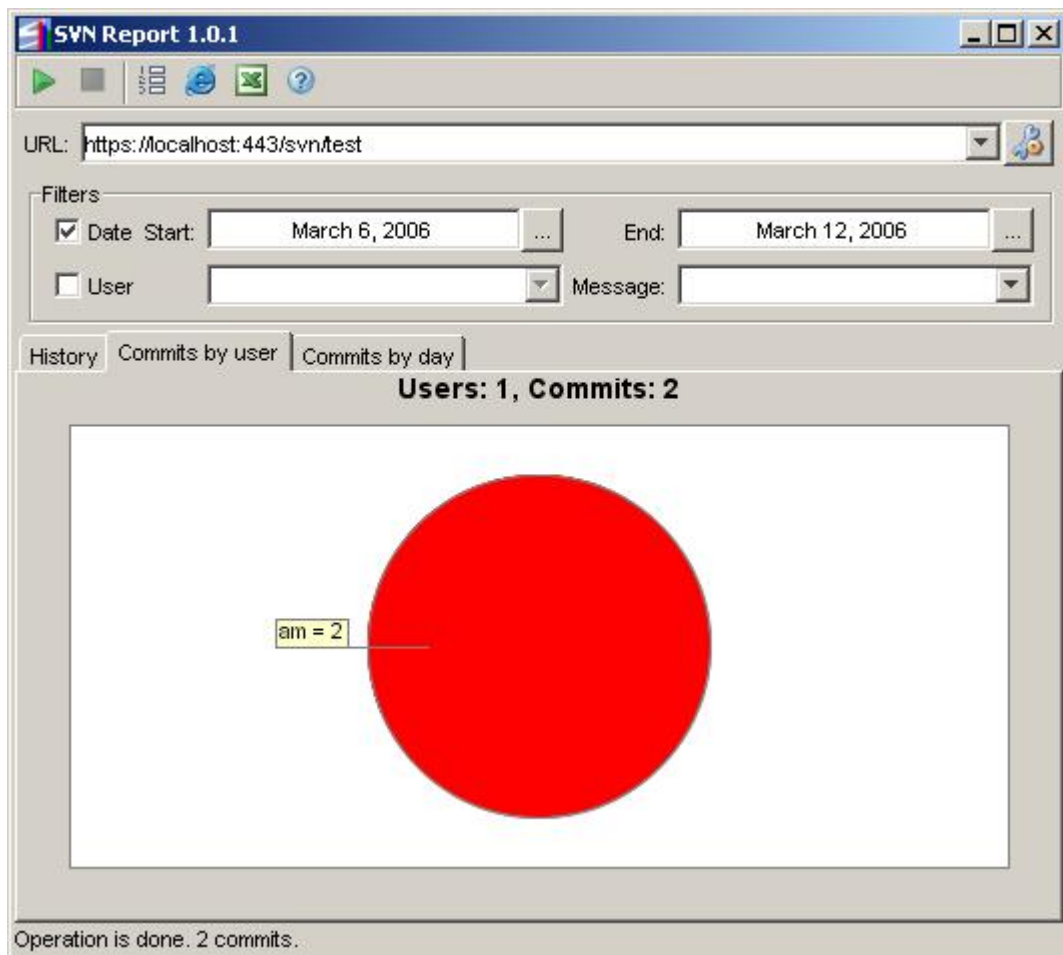 SVN Report 1.0.1
URL: https://localhost:443/svn/test
Filters
Date Start: March 6, 2006 ... End: March 12, 2006 ...
User Message:
History Commits by user Commits by day
Users: 1, Commits: 2
am = 2
Operation is done. 2 commits.